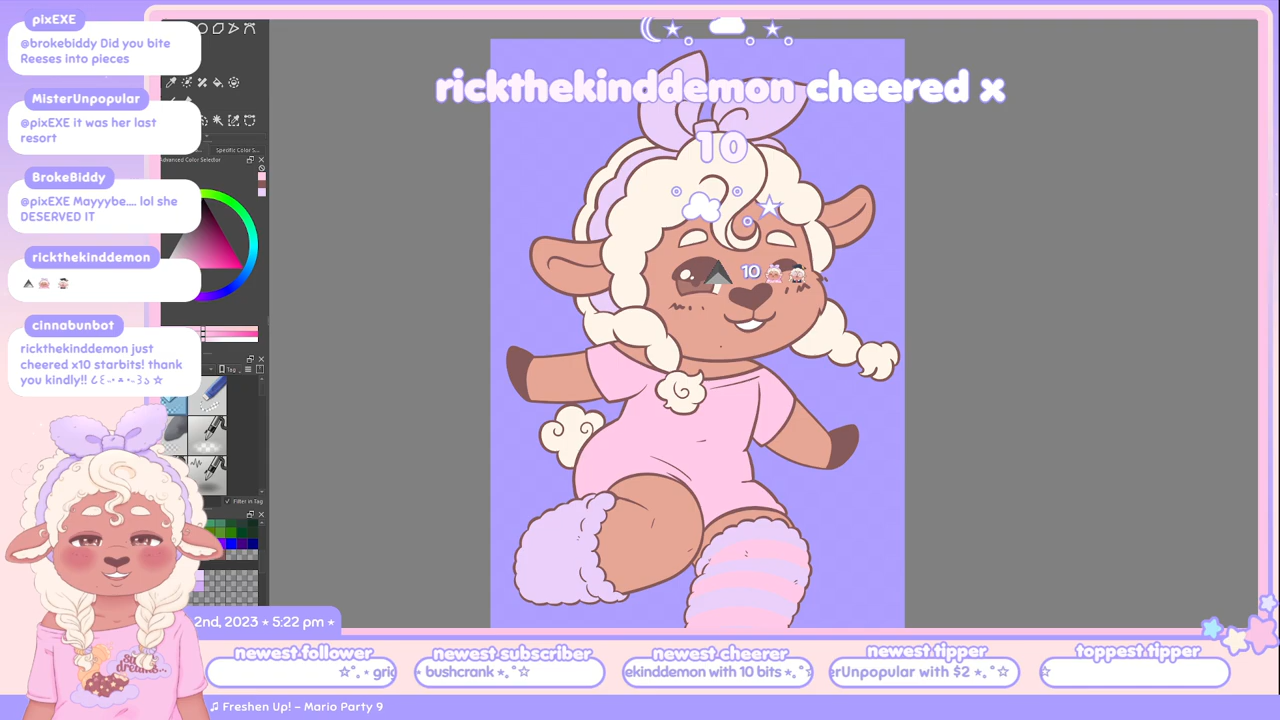 pixEXE
@brokebiddy Did you bite
Reeses into pieces
MisterUnpopular
@pixEXE it was her last
resort
BrokeBiddy
@pixEXE Mayyybe.... lol she
DESERVED IT
rickthekinddemon
cinnabunbot
rickthekinddemon just
cheered x10 starbits! thank
you kindly!!
Specific Color S...
Advanced Color Selector
Tag
Filter in Tag
rickthekinddemon cheered x
10
10
dreams
2nd, 2023 ⋆ 5:22 pm ⋆
newest follower
newest subscriber
bushcrank ⋆.˚☆
newest cheerer
ekinddemon with 10 bits ⋆.˚
newest tipper
erUnpopular with $2 ⋆.˚☆
toppest tipper
☆
♫ Freshen Up! - Mario Party 9